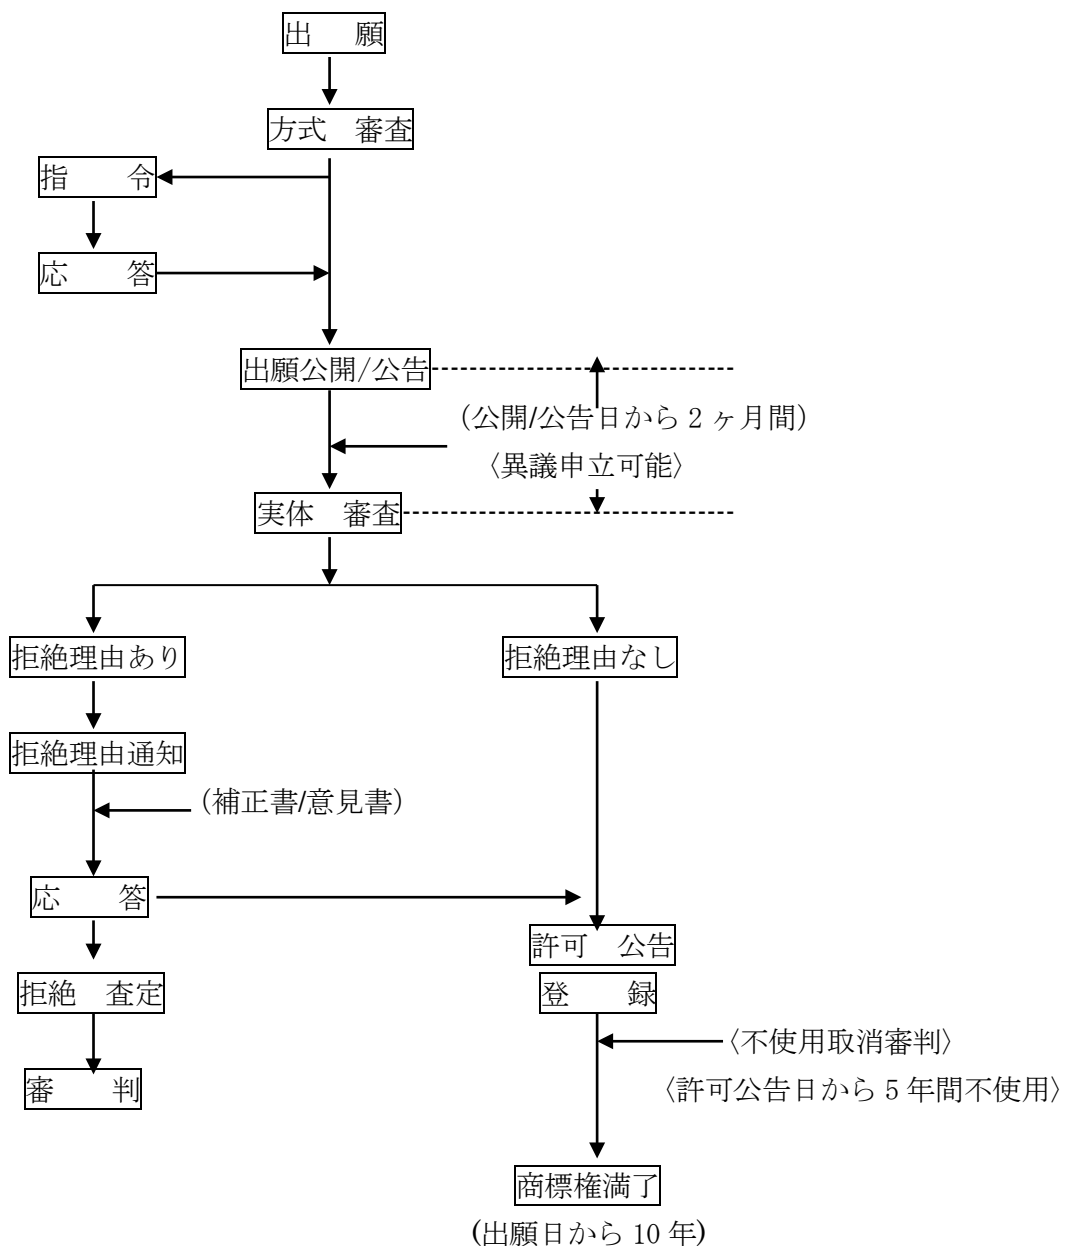 出　願
方式　審査
指　　令
応　　答
出願公開/公告
（公開/公告日から２ヶ月間）
〈異議申立可能〉
実体　審査
拒絶理由あり
拒絶理由なし
拒絶理由通知
（補正書/意見書）
応　　答
許可　公告
拒絶　査定
登　　録
〈不使用取消審判〉
〈許可公告日から５年間不使用〉
審　　判
商標権満了
(出願日から 10 年)